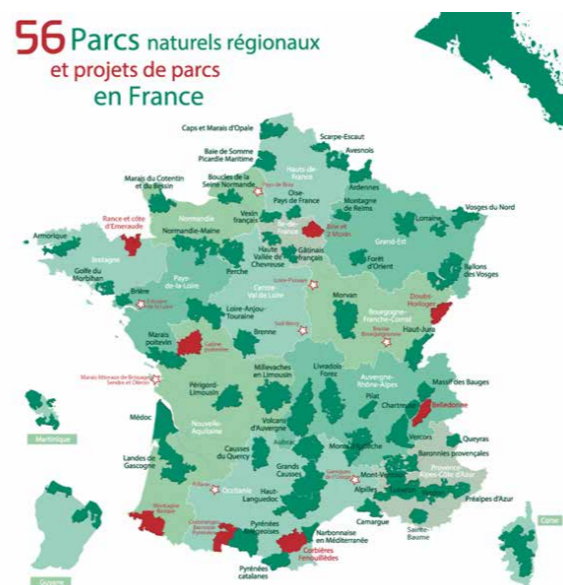 56 Parcs naturels régionaux
et projets de parcs
en France
Caps et Marais d'Opale
Scarpe-Escaut
Baie de Somme
Picardie Maritime
Avesnois
Hauts-de-
France
Marais du Cotentin
et du Bessin
Boucles de la
Seine Normande
Pays de Bray
Oise-
Pays de France
Ardennes
Montagne
de Reims
Vosges du Nord
Rance et côte
d'Emeraude
Normandie
Vexin
français
Normandie-Maine
Île-de-
France
Brie et
2 Morin
Lorraine
Grand-Est
Armorique
Bretagne
Haute
Vallée de
Chevreuse
Gâtinais
français
Forêt
d'Orient
Ballons
des Vosges
Golfe du
Morbihan
Pays-
de-la-Loire
Perche
Centre-
Val de Loire
Brière
Loire-Anjou-
Touraine
Morvan
Bourgogne-
Franche-Comté
Doubs-
Horloger
Marais
poitevin
Brenne
Haut-Jura
Millevaches
en Limousin
Livradois-
Forez
Auvergne-
Rhône-Alpes
Massif des Bauges
Périgord-
Limousin
Pilat
Chartreuse
Belledonne
Martinique
Médoc
Nouvelle-
Aquitaine
Volcans
d'Auvergne
Aubrac
Vercors
Queyras
Causses
du Quercy
Baronnies provençales
Landes de
Gascogne
Grands
Causses
Provence-
Alpes-Côte d'Azur
Occitanie
Alpilles
Préalpes d'Azur
Haut-
Languedoc
Montagne
Basque
Camargue
Sainte-
Baume
Narbonnaise
en Méditerranée
Corbières
Fenouillèdes
Pyrénées
catalanes
Guyane
Corse